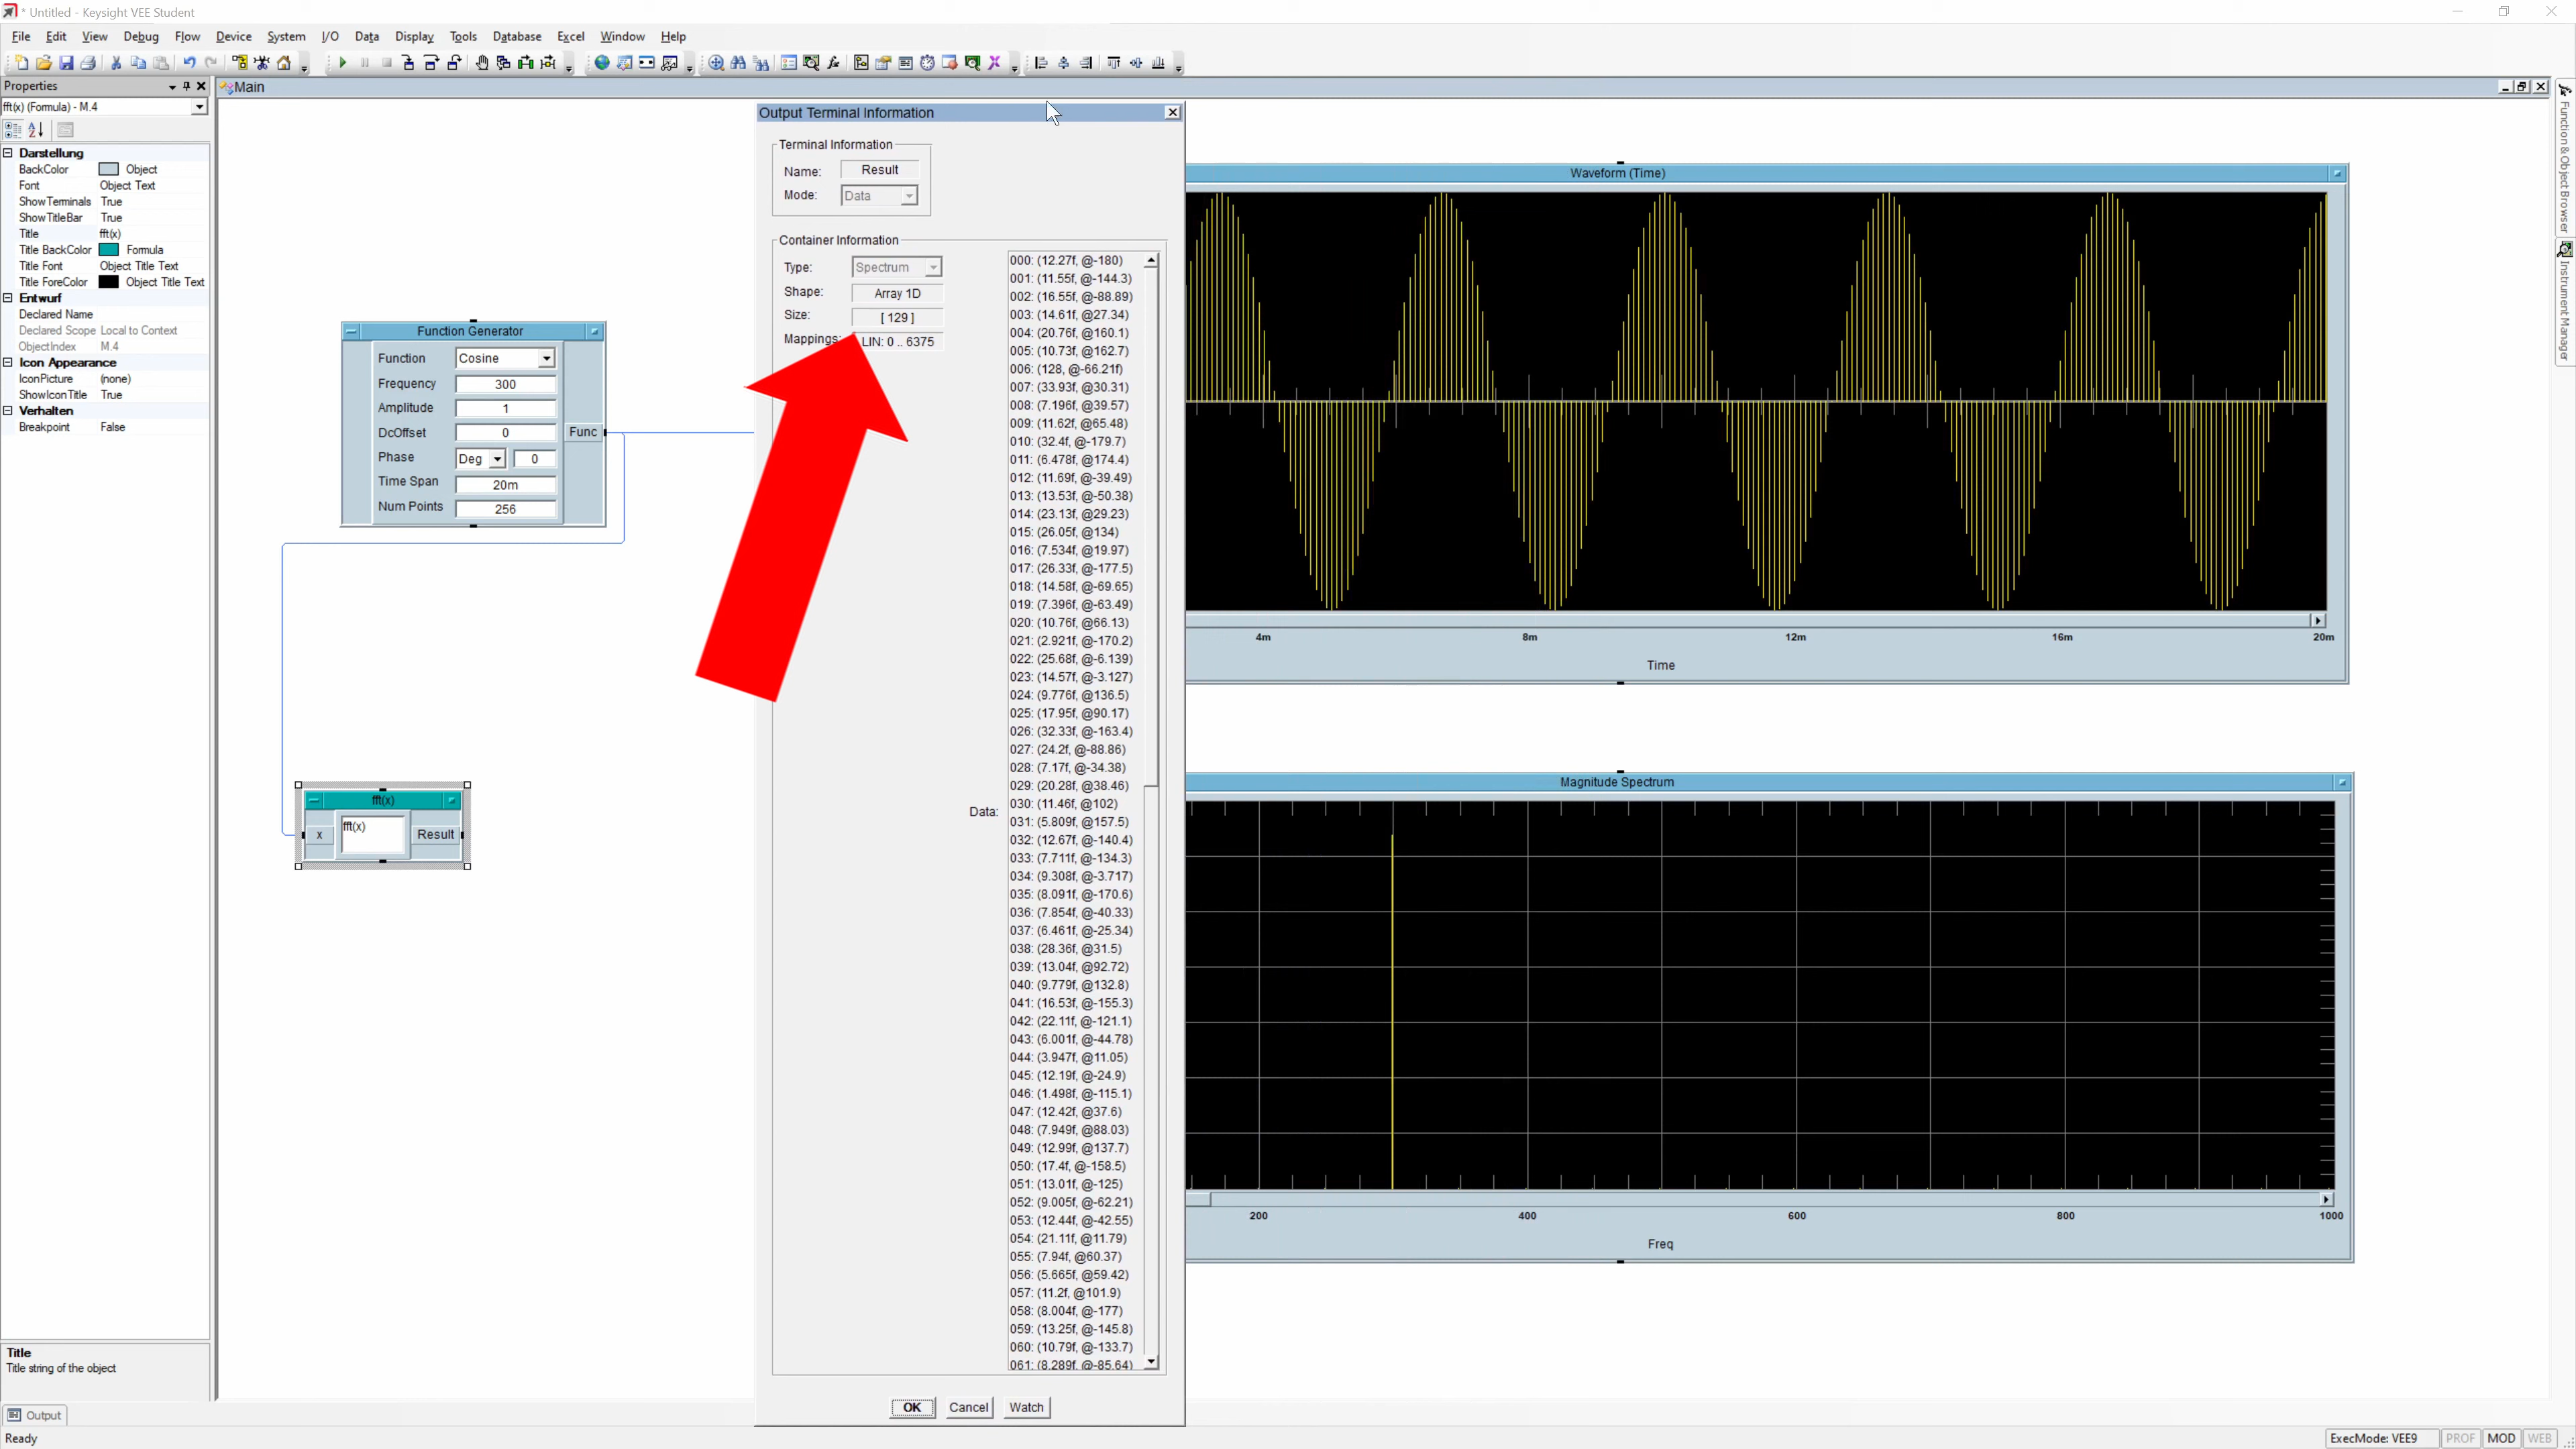 * Untitled - Keysight VEE Student
File Edit View Debug Flow Device System I/O Data Display Tools Database Excel Window Help
Properties
fft(x) (Formula) - M.4
Darstellung
BackColor Object
Font Object Text
ShowTerminals True
ShowTitleBar True
Title fft(x)
Title BackColor Formula
Title Font Object Title Text
Title ForeColor Object Title Text
Entwurf
Declared Name
Declared Scope Local to Context
ObjectIndex M.4
Icon Appearance
IconPicture (none)
ShowIconTitle True
Verhalten
Breakpoint False
Title
Title string of the object
Output
Ready
Main
Function Generator
Function Cosine
Frequency 300
Amplitude 1
DcOffset 0
Phase Deg 0
Time Span 20m
Num Points 256
Func
fft(x)
x fft(x) Result
Output Terminal Information
Terminal Information
Name: Result
Mode: Data
Container Information
Type: Spectrum
Shape: Array 1D
Size: [ 129 ]
Mappings: LIN: 0 .. 6375
Data:
000: (12.27f, @-180)
001: (11.55f, @-144.3)
002: (16.55f, @-88.89)
003: (14.61f, @27.34)
004: (20.76f, @160.1)
005: (10.73f, @162.7)
006: (128, @-66.21f)
007: (33.93f, @30.31)
008: (7.196f, @39.57)
009: (11.62f, @65.48)
010: (32.4f, @-179.7)
011: (6.478f, @174.4)
012: (11.69f, @-39.49)
013: (13.53f, @-50.38)
014: (23.13f, @29.23)
015: (26.05f, @134)
016: (7.534f, @19.97)
017: (26.33f, @-177.5)
018: (14.58f, @-69.65)
019: (7.396f, @-63.49)
020: (10.76f, @66.13)
021: (2.921f, @-170.2)
022: (25.68f, @-6.139)
023: (14.57f, @-3.127)
024: (9.776f, @136.5)
025: (17.95f, @90.17)
026: (32.33f, @-163.4)
027: (24.2f, @-88.86)
028: (7.17f, @-34.38)
029: (20.28f, @38.46)
030: (11.46f, @102)
031: (5.809f, @157.5)
032: (12.67f, @-140.4)
033: (7.711f, @-134.3)
034: (9.308f, @-3.717)
035: (8.091f, @-170.6)
036: (7.854f, @-40.33)
037: (6.461f, @-25.34)
038: (28.36f, @31.5)
039: (13.04f, @92.72)
040: (9.779f, @132.8)
041: (16.53f, @-155.3)
042: (22.11f, @-121.1)
043: (6.001f, @-44.78)
044: (3.947f, @11.05)
045: (12.19f, @-24.9)
046: (1.498f, @-115.1)
047: (12.42f, @37.6)
048: (7.949f, @88.03)
049: (12.99f, @137.7)
050: (17.4f, @-158.5)
051: (13.01f, @-125)
052: (9.005f, @-62.21)
053: (12.44f, @-42.55)
054: (21.11f, @11.79)
055: (7.94f, @60.37)
056: (5.665f, @59.42)
057: (11.2f, @101.9)
058: (8.004f, @-177)
059: (13.25f, @-145.8)
060: (10.79f, @-133.7)
061: (8.289f, @-85.64)
OK Cancel Watch
Waveform (Time)
4m 8m 12m 16m 20m
Time
Magnitude Spectrum
200 400 600 800 1000
Freq
Function & Object Browser
Instrument Manager
ExecMode: VEE9 PROF MOD WEB